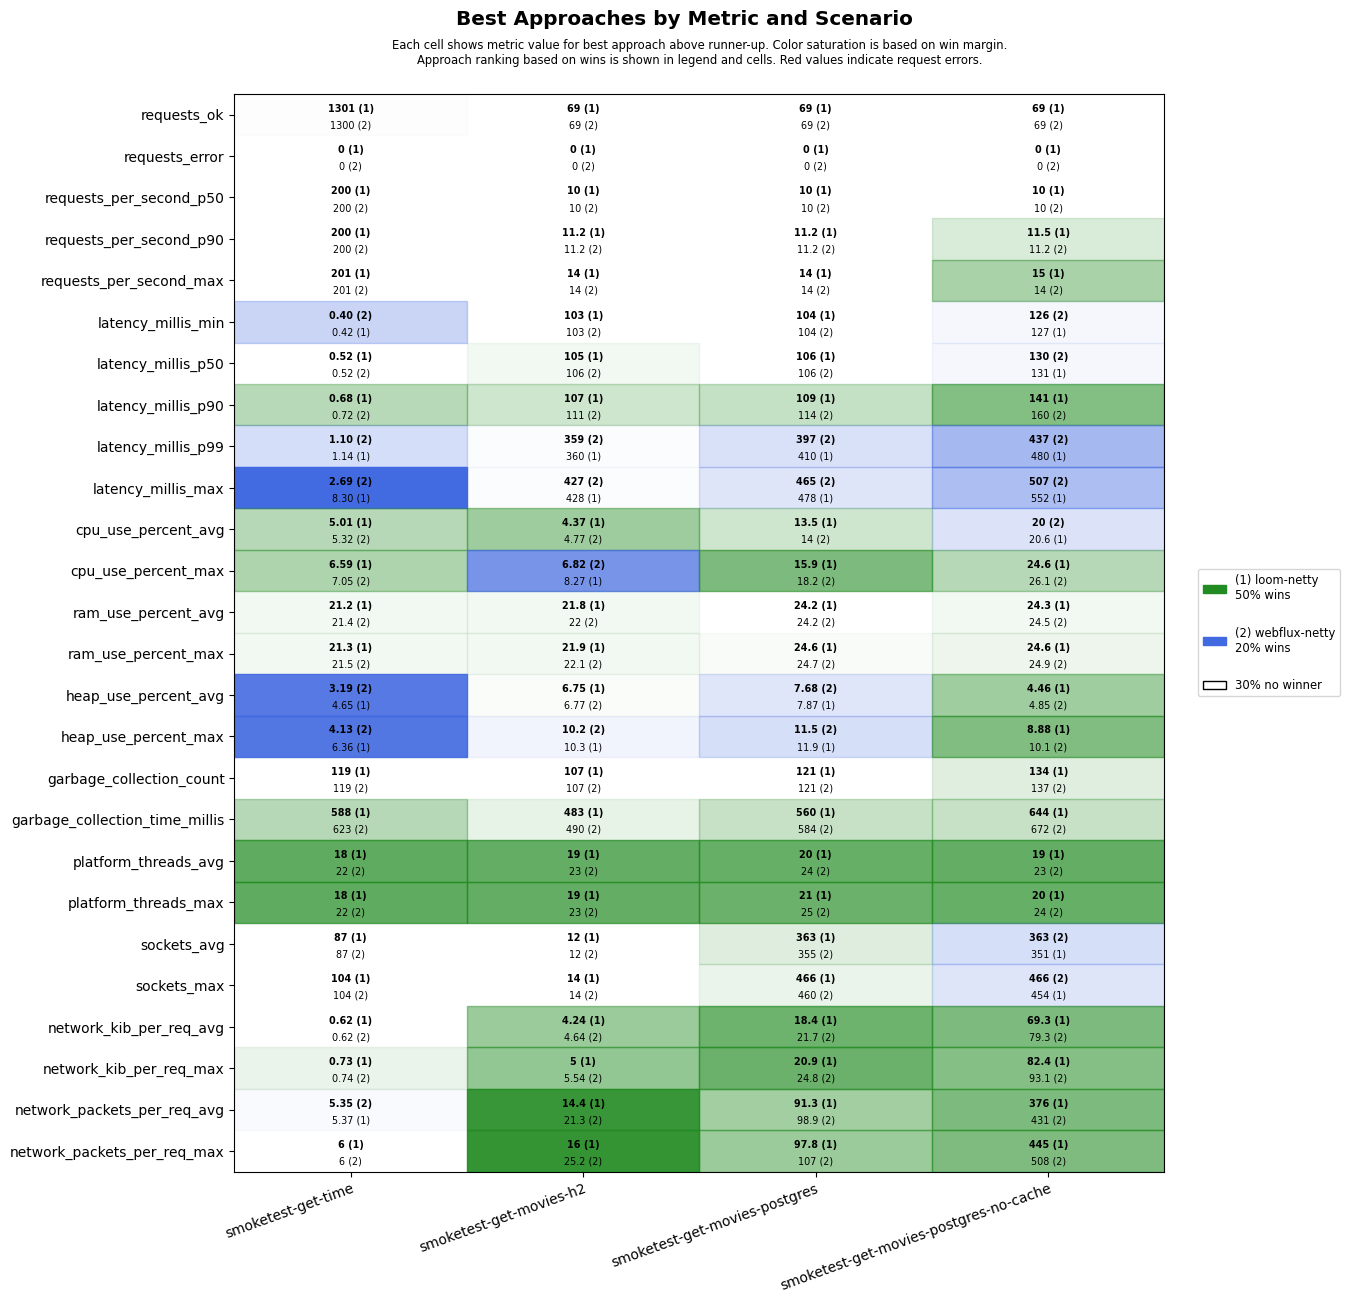 Best Approaches by Metric and Scenario
Each cell shows metric value for best approach above runner-up. Color saturation is based on win margin.
Approach ranking based on wins is shown in legend and cells. Red values indicate request errors.
requests_ok
1301 (1) 69 (1) 69 (1) 69 (1)
1300 (2) 69 (2) 69 (2) 69 (2)
requests_error
0 (1) 0 (1) 0 (1) 0 (1)
0 (2) 0 (2) 0 (2) 0 (2)
requests_per_second_p50
200 (1) 10 (1) 10 (1) 10 (1)
200 (2) 10 (2) 10 (2) 10 (2)
requests_per_second_p90
200 (1) 11.2 (1) 11.2 (1) 11.5 (1)
200 (2) 11.2 (2) 11.2 (2) 11.2 (2)
requests_per_second_max
201 (1) 14 (1) 14 (1) 15 (1)
201 (2) 14 (2) 14 (2) 14 (2)
latency_millis_min
0.40 (2) 103 (1) 104 (1) 126 (2)
0.42 (1) 103 (2) 104 (2) 127 (1)
latency_millis_p50
0.52 (1) 105 (1) 106 (1) 130 (2)
0.52 (2) 106 (2) 106 (2) 131 (1)
latency_millis_p90
0.68 (1) 107 (1) 109 (1) 141 (1)
0.72 (2) 111 (2) 114 (2) 160 (2)
latency_millis_p99
1.10 (2) 359 (2) 397 (2) 437 (2)
1.14 (1) 360 (1) 410 (1) 480 (1)
latency_millis_max
2.69 (2) 427 (2) 465 (2) 507 (2)
8.30 (1) 428 (1) 478 (1) 552 (1)
cpu_use_percent_avg
5.01 (1) 4.37 (1) 13.5 (1) 20 (2)
5.32 (2) 4.77 (2) 14 (2) 20.6 (1)
cpu_use_percent_max
6.59 (1) 6.82 (2) 15.9 (1) 24.6 (1)
7.05 (2) 8.27 (1) 18.2 (2) 26.1 (2)
ram_use_percent_avg
21.2 (1) 21.8 (1) 24.2 (1) 24.3 (1)
21.4 (2) 22 (2) 24.2 (2) 24.5 (2)
ram_use_percent_max
21.3 (1) 21.9 (1) 24.6 (1) 24.6 (1)
21.5 (2) 22.1 (2) 24.7 (2) 24.9 (2)
heap_use_percent_avg
3.19 (2) 6.75 (1) 7.68 (2) 4.46 (1)
4.65 (1) 6.77 (2) 7.87 (1) 4.85 (2)
heap_use_percent_max
4.13 (2) 10.2 (2) 11.5 (2) 8.88 (1)
6.36 (1) 10.3 (1) 11.9 (1) 10.1 (2)
garbage_collection_count
119 (1) 107 (1) 121 (1) 134 (1)
119 (2) 107 (2) 121 (2) 137 (2)
garbage_collection_time_millis
588 (1) 483 (1) 560 (1) 644 (1)
623 (2) 490 (2) 584 (2) 672 (2)
platform_threads_avg
18 (1) 19 (1) 20 (1) 19 (1)
22 (2) 23 (2) 24 (2) 23 (2)
platform_threads_max
18 (1) 19 (1) 21 (1) 20 (1)
22 (2) 23 (2) 25 (2) 24 (2)
sockets_avg
87 (1) 12 (1) 363 (1) 363 (2)
87 (2) 12 (2) 355 (2) 351 (1)
sockets_max
104 (1) 14 (1) 466 (1) 466 (2)
104 (2) 14 (2) 460 (2) 454 (1)
network_kib_per_req_avg
0.62 (1) 4.24 (1) 18.4 (1) 69.3 (1)
0.62 (2) 4.64 (2) 21.7 (2) 79.3 (2)
network_kib_per_req_max
0.73 (1) 5 (1) 20.9 (1) 82.4 (1)
0.74 (2) 5.54 (2) 24.8 (2) 93.1 (2)
network_packets_per_req_avg
5.35 (2) 14.4 (1) 91.3 (1) 376 (1)
5.37 (1) 21.3 (2) 98.9 (2) 431 (2)
network_packets_per_req_max
6 (1) 16 (1) 97.8 (1) 445 (1)
6 (2) 25.2 (2) 107 (2) 508 (2)
smoketest-get-time
smoketest-get-movies-h2
smoketest-get-movies-postgres
smoketest-get-movies-postgres-no-cache
(1) loom-netty
50% wins
(2) webflux-netty
20% wins
30% no winner